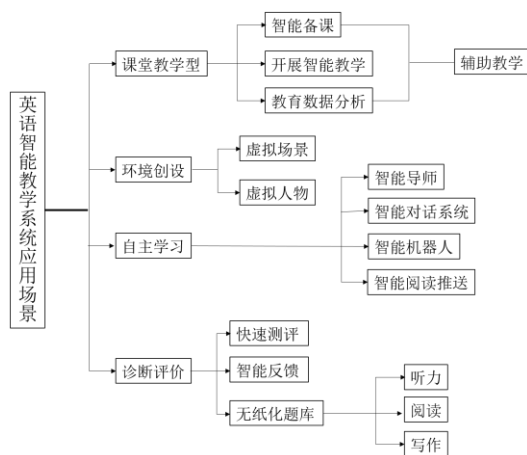 英语智能教学系统应用场景
课堂教学型
智能备课
开展智能教学
教育数据分析
辅助教学
环境创设
虚拟场景
虚拟人物
自主学习
智能导师
智能对话系统
智能机器人
智能阅读推送
诊断评价
快速测评
智能反馈
无纸化题库
听力
阅读
写作